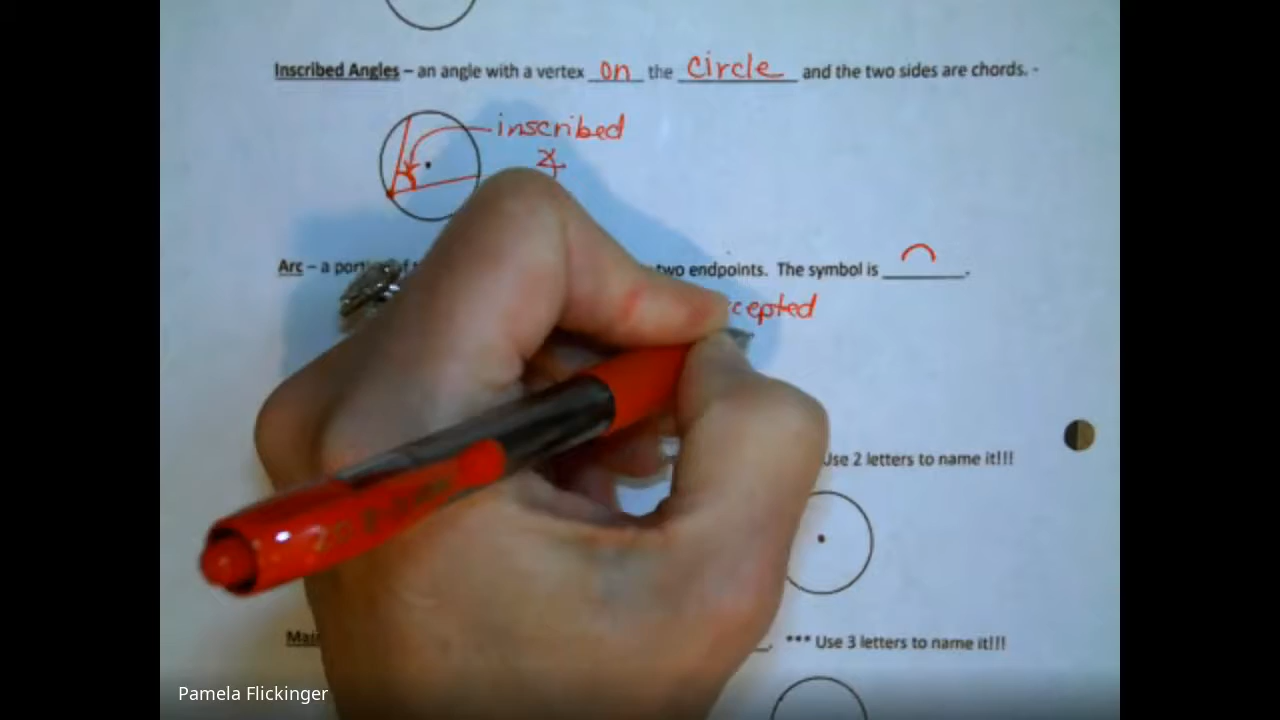 Inscribed Angles – an angle with a vertex on the circle and the two sides are chords. -
inscribed
∡
Arc – a two endpoints. The symbol is ⌒.
cepted
Use 2 letters to name it!!!
*** Use 3 letters to name it!!!
Pamela Flickinger